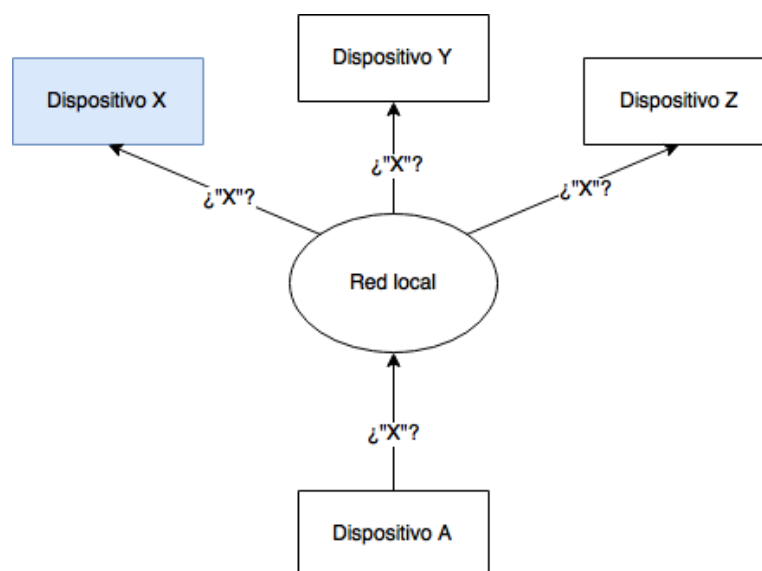 Dispositivo Y
Dispositivo X
Dispositivo Z
¿"X"?
¿"X"?
¿"X"?
Red local
¿"X"?
Dispositivo A